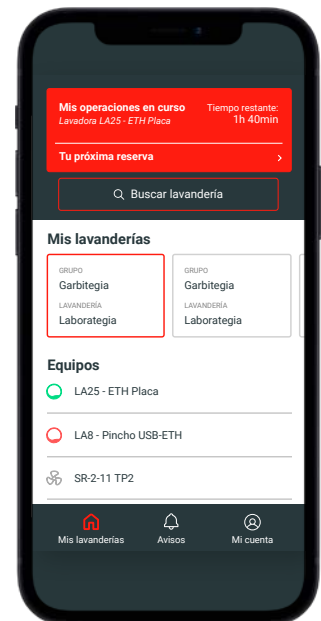 Mis operaciones en curso
Tiempo restante:
Lavadora LA25 - ETH Placa
1h 40min
Tu próxima reserva
Buscar lavandería
Mis lavanderías
GRUPO
Garbitegia
LAVANDERÍA
Laborategia
GRUPO
Garbitegia
LAVANDERÍA
Laborategia
Equipos
LA25 - ETH Placa
LA8 - Pincho USB-ETH
SR-2-11 TP2
Mis lavanderías
Avisos
Mi cuenta